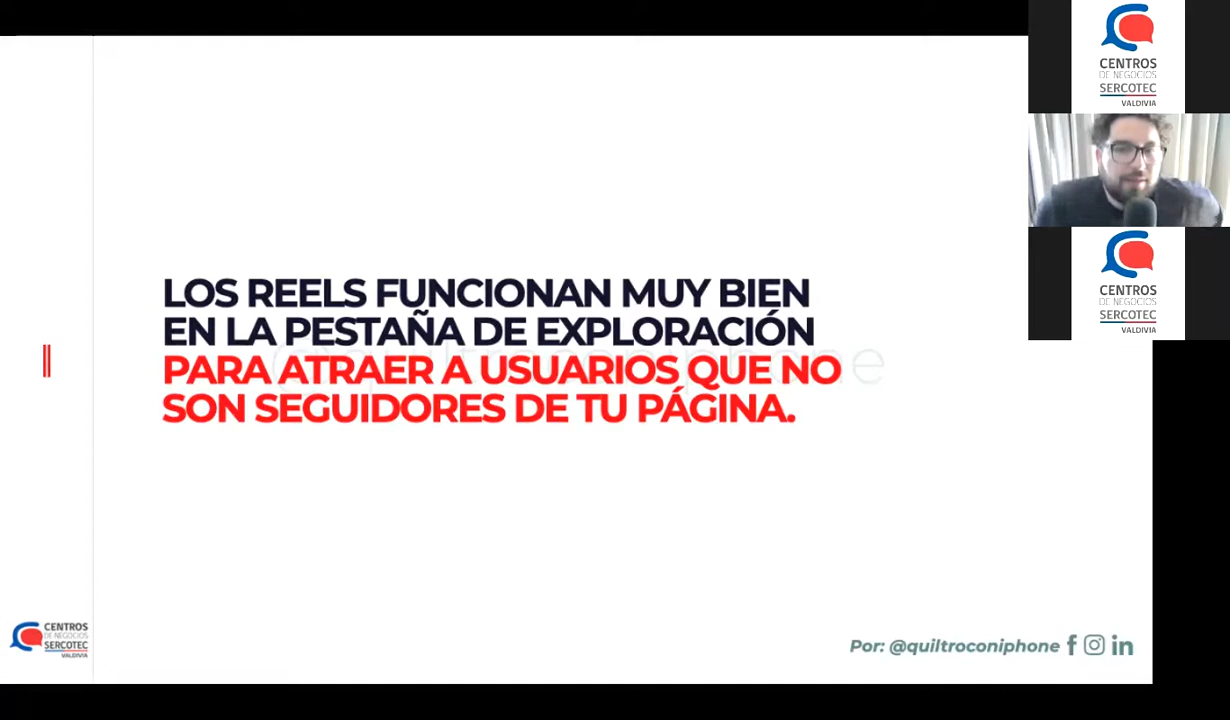 CENTROS
DE NEGOCIOS
SERCOTEC
VALDIVIA
LOS REELS FUNCIONAN MUY BIEN
EN LA PESTAÑA DE EXPLORACIÓN
PARA ATRAER A USUARIOS QUE NO
SON SEGUIDORES DE TU PÁGINA.
@quiltroconiphone
CENTROS
DE NEGOCIOS
SERCOTEC
VALDIVIA
CENTROS
DE NEGOCIOS
SERCOTEC
VALDIVIA
Por: @quiltroconiphone